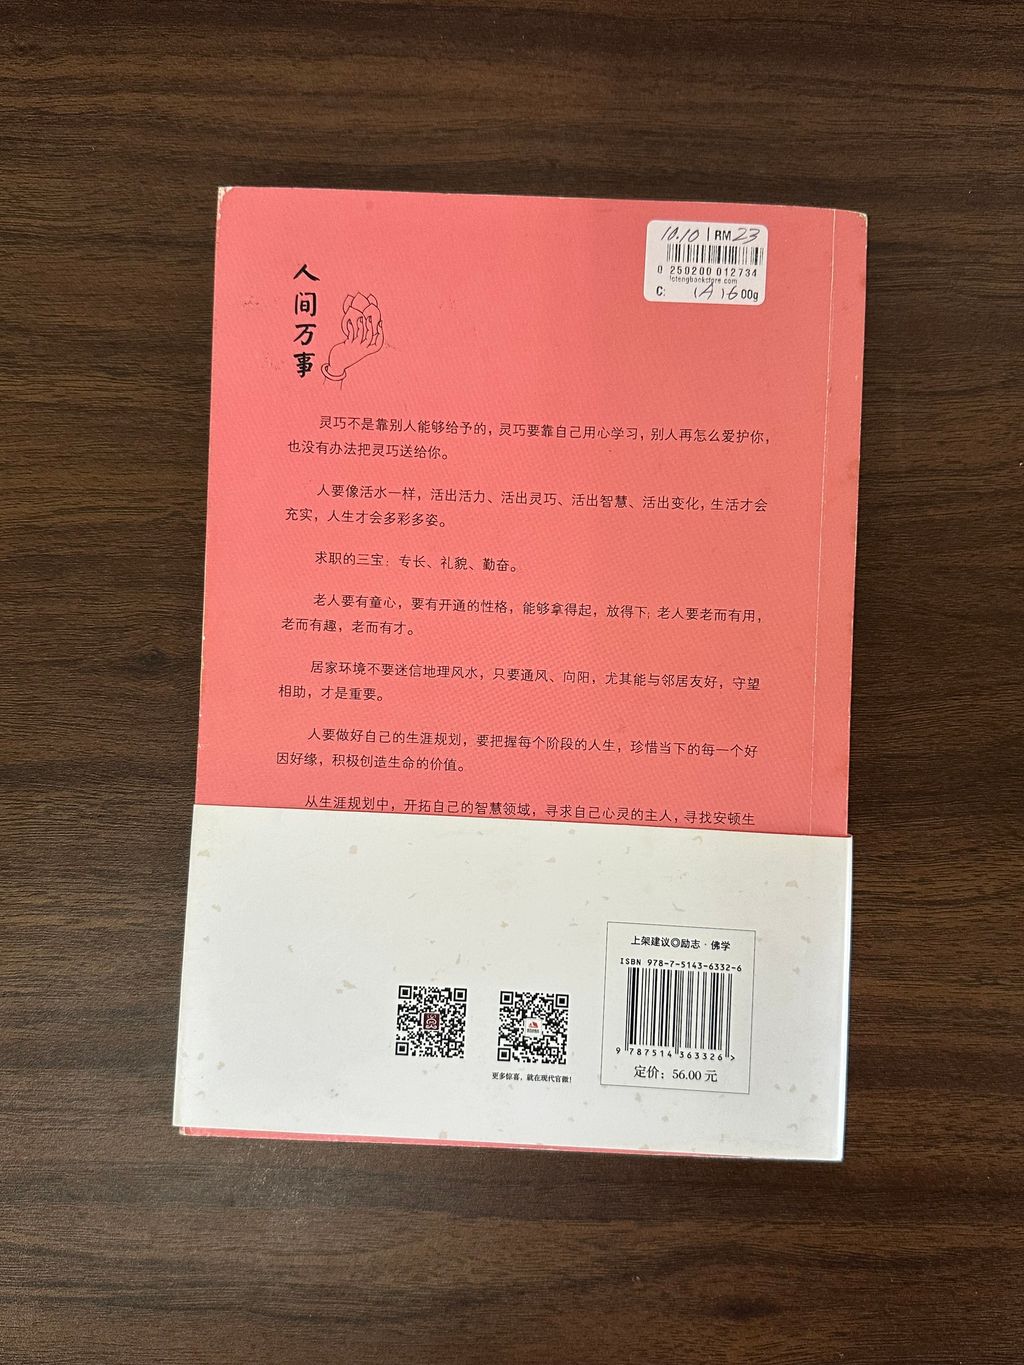 10.10 | RM 23
0 250200 012734
lotengbookstore.com
C: (A) 600g
人间万事
灵巧不是靠别人能够给予的，灵巧要靠自己用心学习，别人再怎么爱护你，
也没有办法把灵巧送给你。
人要像活水一样，活出活力、活出灵巧、活出智慧、活出变化，生活才会
充实，人生才会多彩多姿。
求职的三宝：专长、礼貌、勤奋。
老人要有童心，要有开通的性格，能够拿得起，放得下；老人要老而有用，
老而有趣，老而有才。
居家环境不要迷信地理风水，只要通风、向阳，尤其能与邻居友好，守望
相助，才是重要。
人要做好自己的生涯规划，要把握每个阶段的人生，珍惜当下的每一个好
因好缘，积极创造生命的价值。
从生涯规划中，开拓自己的智慧领域，寻求自己心灵的主人，寻找安顿生
上架建议◎励志·佛学
ISBN 978-7-5143-6332-6
9 787514 363326 >
定价：56.00 元
更多惊喜，就在现代官微！